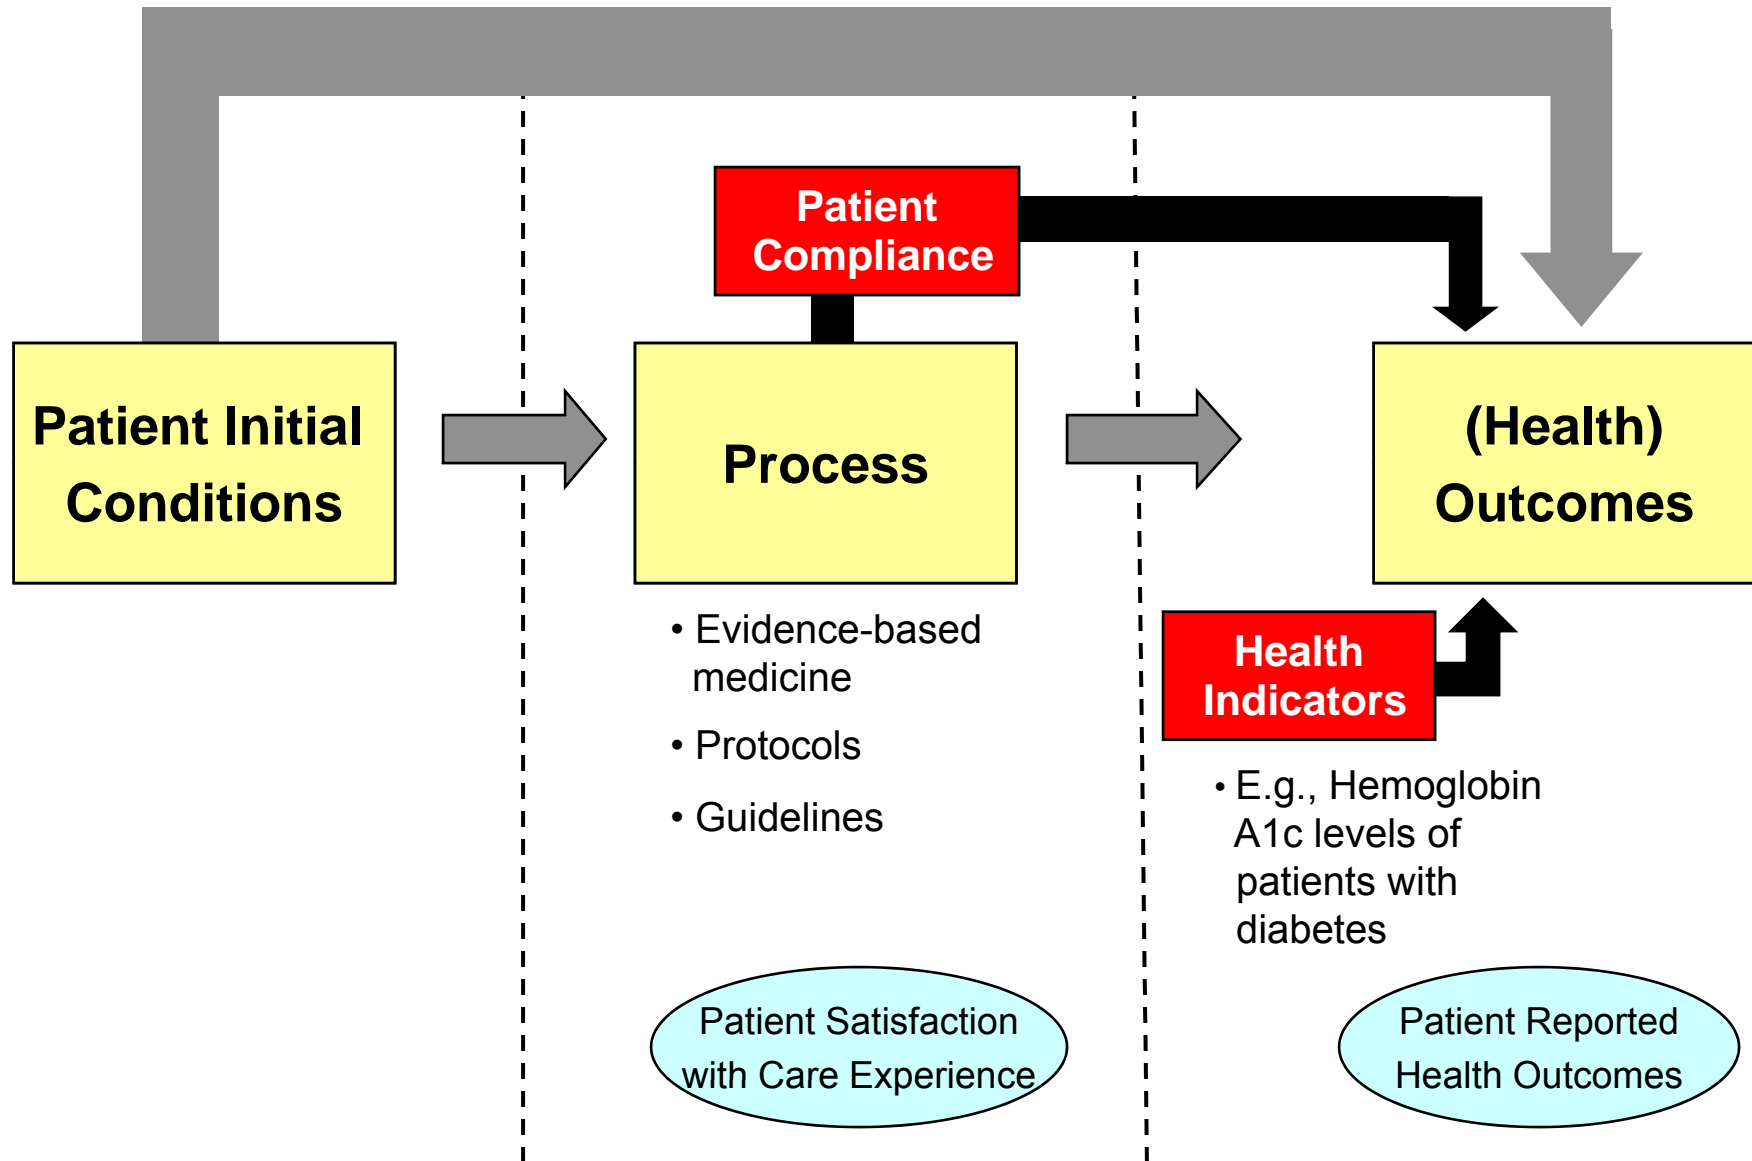 Patient
Compliance
Patient Initial
Conditions
Process
(Health)
Outcomes
• Evidence-based
medicine
• Protocols
• Guidelines
Health
Indicators
• E.g., Hemoglobin
A1c levels of
patients with
diabetes
Patient Satisfaction
with Care Experience
Patient Reported
Health Outcomes